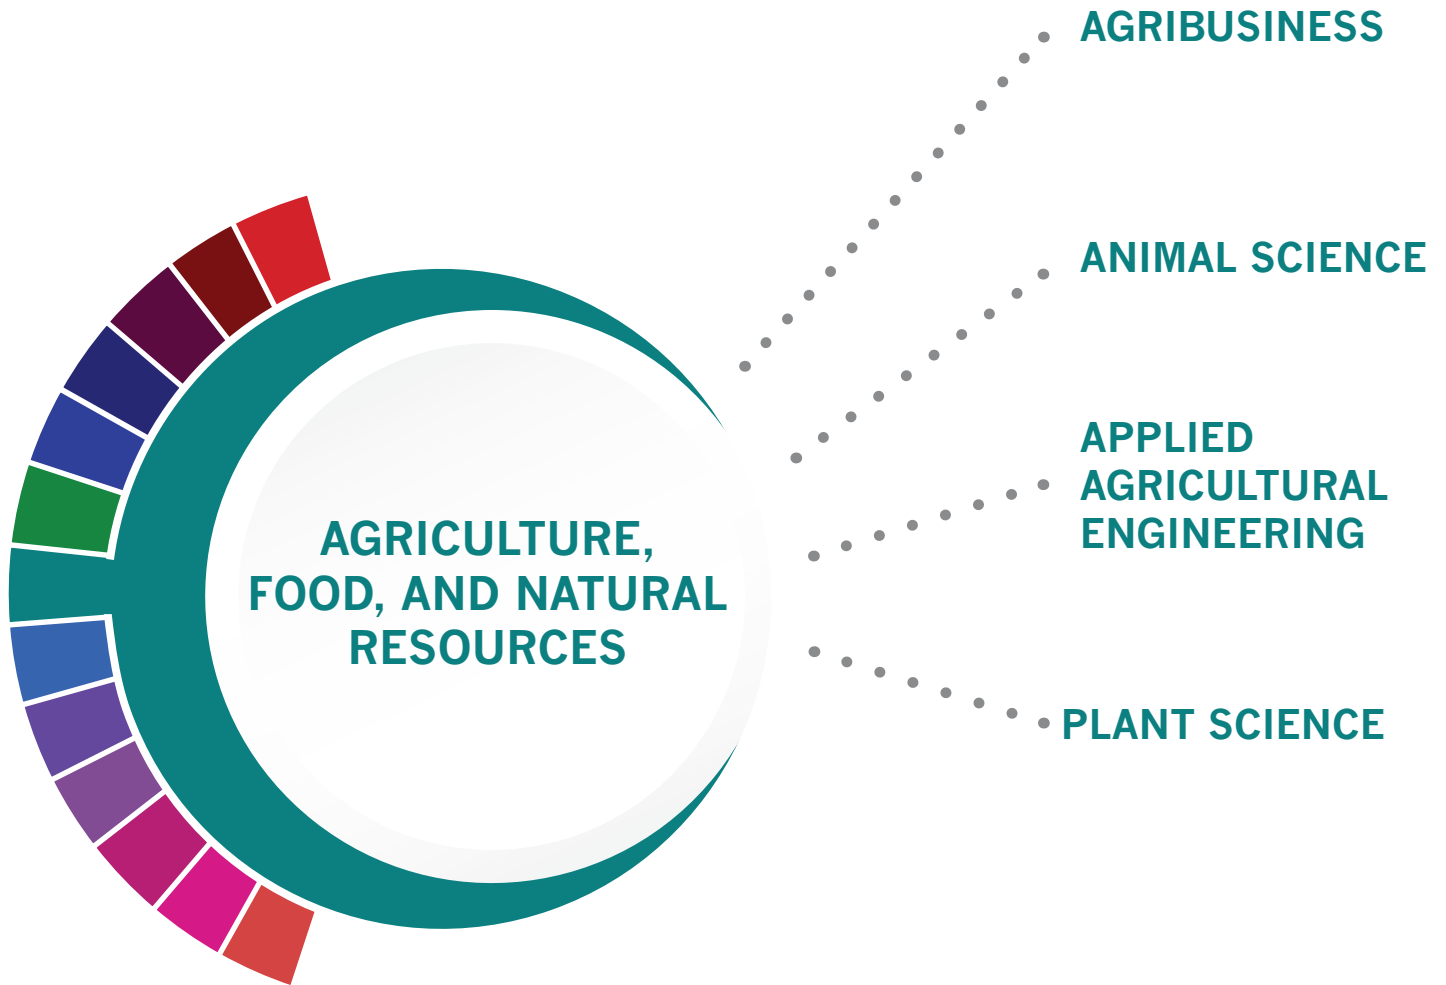 AGRIBUSINESS
ANIMAL SCIENCE
APPLIED
AGRICULTURAL
ENGINEERING
AGRICULTURE,
FOOD, AND NATURAL
RESOURCES
PLANT SCIENCE